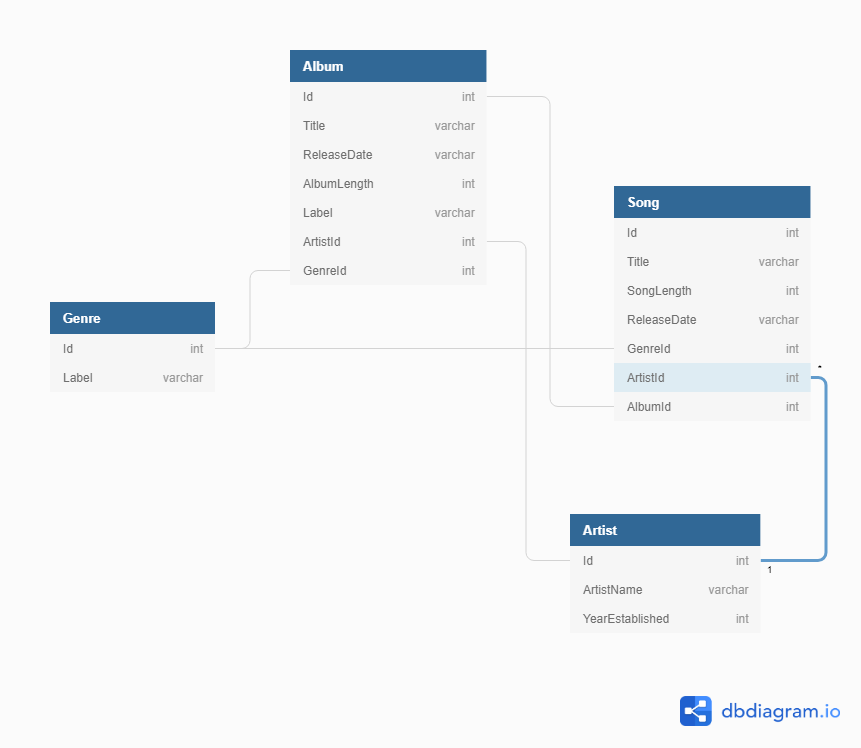 Album
Id int
Title varchar
ReleaseDate varchar
AlbumLength int
Label varchar
ArtistId int
GenreId int
Song
Id int
Title varchar
SongLength int
ReleaseDate varchar
GenreId int
ArtistId int
AlbumId int
*
Genre
Id int
Label varchar
Artist
Id int
ArtistName varchar
YearEstablished int
1
dbdiagram.io